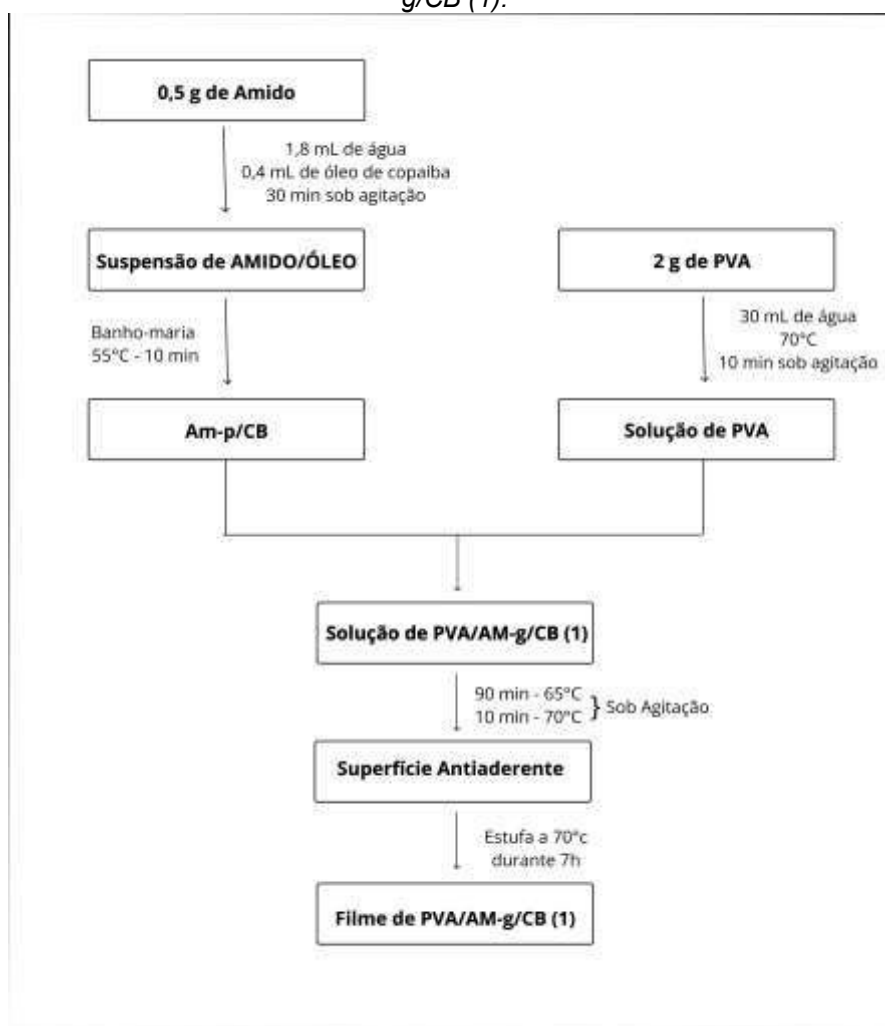 g/CB (1).
0,5 g de Amido
1,8 mL de água
0,4 mL de óleo de copaiba
30 min sob agitação
Suspensão de AMIDO/ÓLEO
2 g de PVA
Banho-maria
55°C - 10 min
30 mL de água
70°C
10 min sob agitação
Am-p/CB
Solução de PVA
Solução de PVA/AM-g/CB (1)
90 min - 65°C
10 min - 70°C
} Sob Agitação
Superfície Antiaderente
Estufa a 70°c
durante 7h
Filme de PVA/AM-g/CB (1)